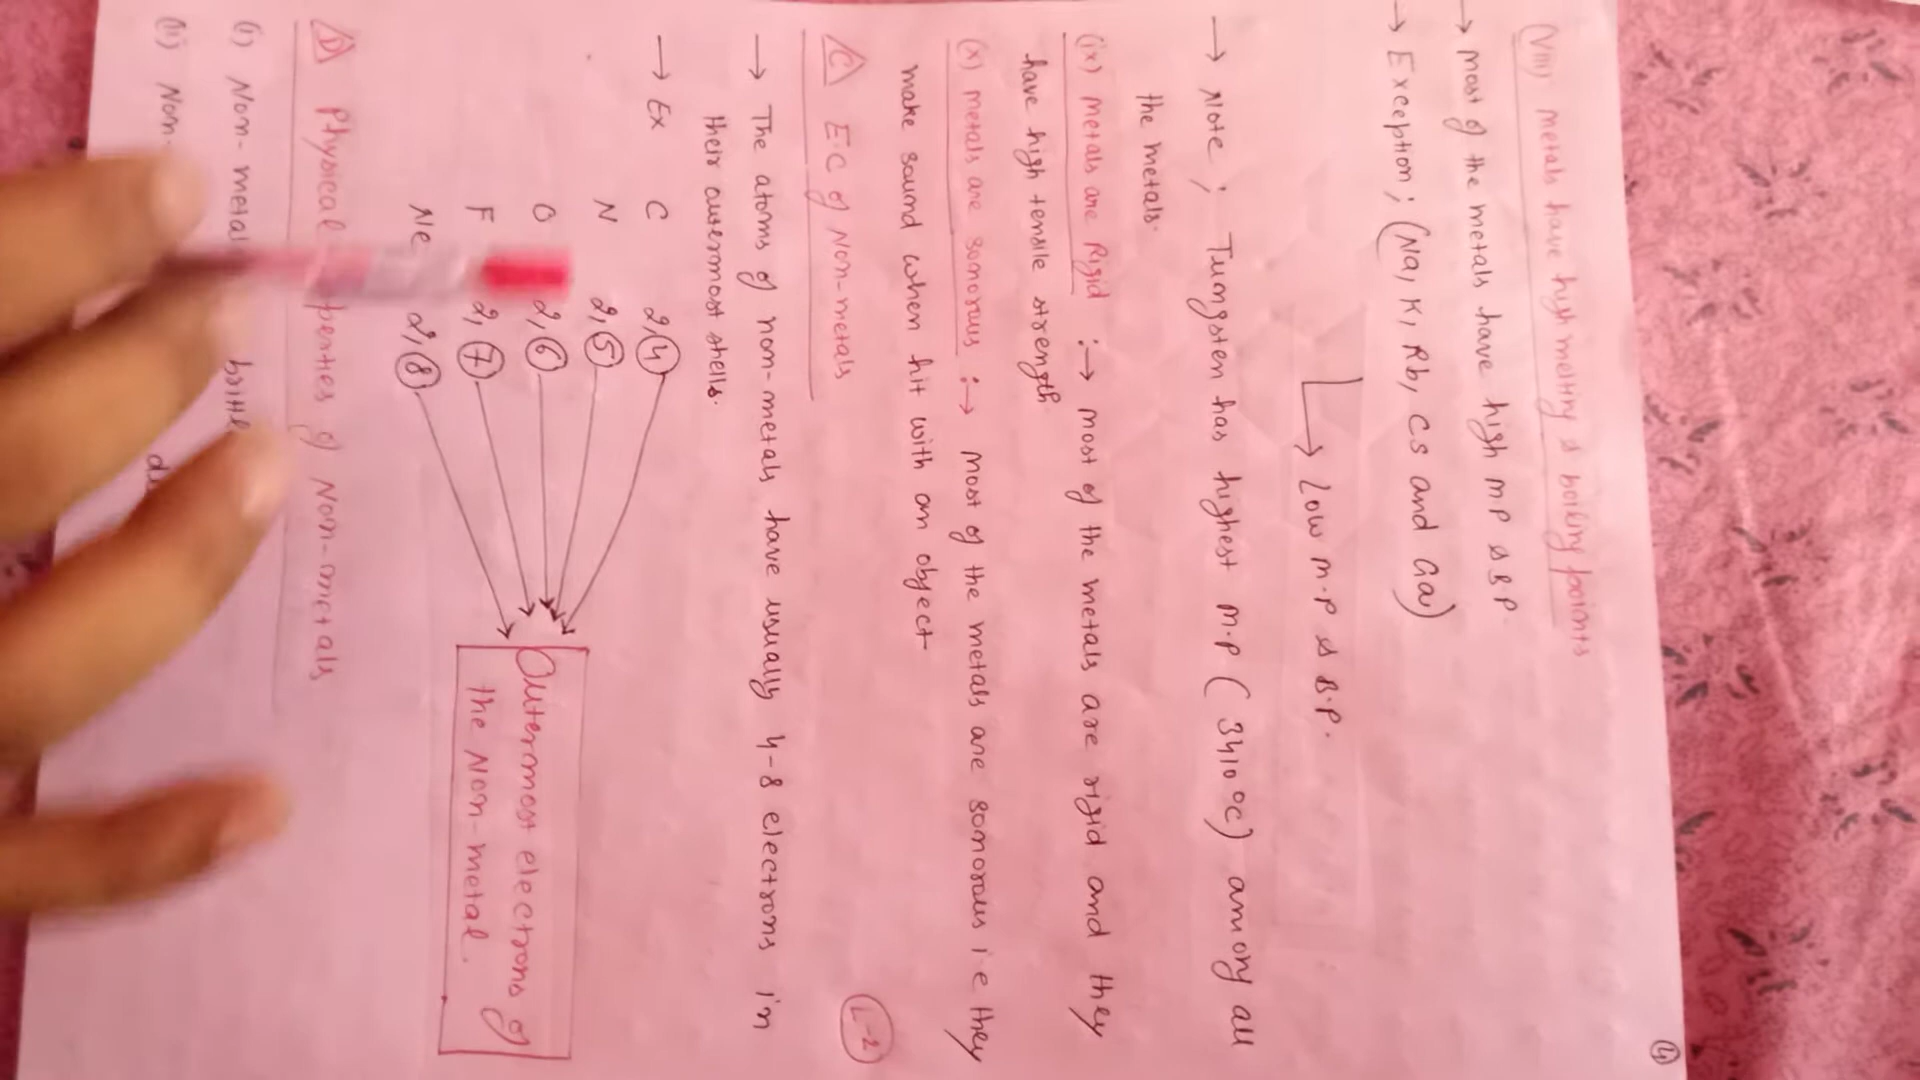 (4)
(Viii) metals have high melting & boiling points
→ most of the metals have high mp & BP.
→ Exception; (Na, K, Rb, Cs and Ga)
↳ Low m.p & B.P.
→ Note; Tungsten has highest m.p (3410°C) among all
the metals.
(ix) metals are Rigid :→ most of the metals are rigid and they
have high tensile strength
(x) metals are sonorous :→ most of the metals are sonorous i.e they
make sound when hit with an object
L-2
C E.C of Non-metals
→ The atoms of non-metals have usually 4-8 electrons in
their outermost shells.
→ Ex C 2,4
N 2,5
O 2,6
F 2,7
Ne 2,8
Outermost electrons of
the Non-metal.
D Physical perties of Non-metals
(i) Non-metal
(ii) Non-